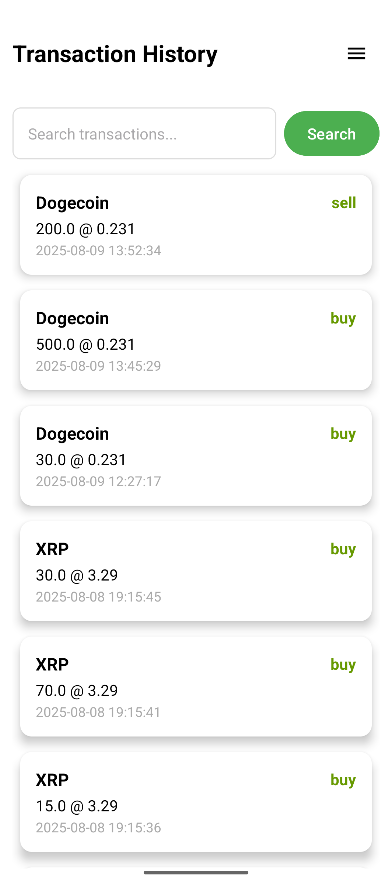 Transaction History
Search transactions...
Search
Dogecoin
sell
200.0 @ 0.231
2025-08-09 13:52:34
Dogecoin
buy
500.0 @ 0.231
2025-08-09 13:45:29
Dogecoin
buy
30.0 @ 0.231
2025-08-09 12:27:17
XRP
buy
30.0 @ 3.29
2025-08-08 19:15:45
XRP
buy
70.0 @ 3.29
2025-08-08 19:15:41
XRP
buy
15.0 @ 3.29
2025-08-08 19:15:36